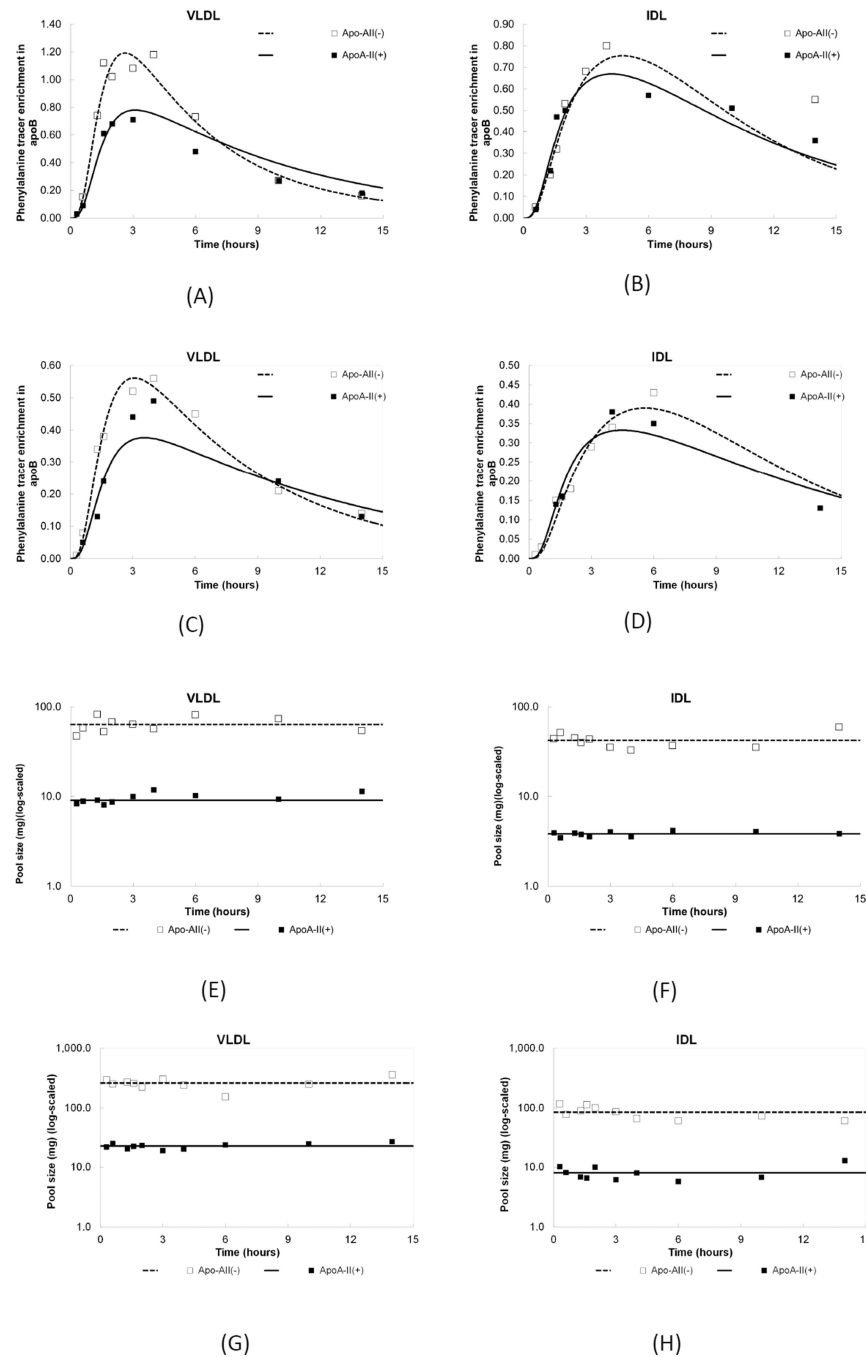 VLDL
1.40
1.20
1.00
0.80
0.60
0.40
0.20
0.00
Phenylalanine tracer enrichment in
apoB
Apo-AII(-)
ApoA-II(+)
0 3 6 9 12 15
Time (hours)
(A)
IDL
0.90
0.80
0.70
0.60
0.50
0.40
0.30
0.20
0.10
0.00
Phenylalanine tracer enrichment in
apoB
Apo-AII(-)
ApoA-II(+)
0 3 6 9 12 15
Time (hours)
(B)
VLDL
0.60
0.50
0.40
0.30
0.20
0.10
0.00
Phenylalanine tracer enrichment in
apoB
Apo-AII(-)
ApoA-II(+)
0 3 6 9 12 15
Time (hours)
(C)
IDL
0.50
0.45
0.40
0.35
0.30
0.25
0.20
0.15
0.10
0.05
0.00
Phenylalanine tracer enrichment in
apoB
Apo-AII(-)
ApoA-II(+)
0 3 6 9 12 15
Time (hours)
(D)
VLDL
100.0
10.0
1.0
Pool size (mg)(log-scaled)
0 3 6 9 12 15
Time (hours)
Apo-AII(-) ApoA-II(+)
(E)
IDL
100.0
10.0
1.0
Pool size (mg)(log-scaled)
0 3 6 9 12 15
Time (hours)
Apo-AII(-) ApoA-II(+)
(F)
VLDL
1,000.0
100.0
10.0
1.0
Pool size (mg) (log-scaled)
0 3 6 9 12 15
Time (hours)
Apo-AII(-) ApoA-II(+)
(G)
IDL
1,000.0
100.0
10.0
1.0
Pool size (mg) (log-scaled)
0 3 6 9 12 1
Time (hours)
Apo-AII(-) ApoA-II(+)
(H)